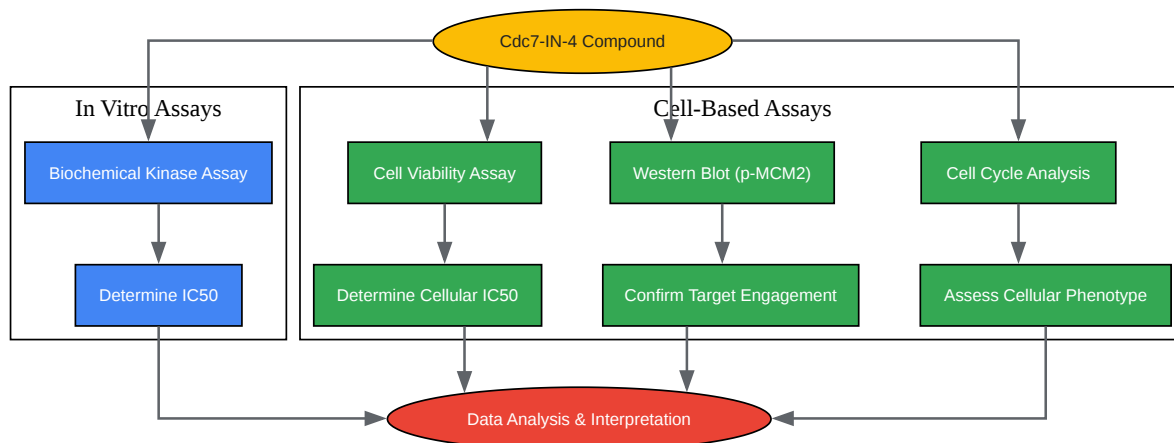 Cdc7-IN-4 Compound
In Vitro Assays
Cell-Based Assays
Biochemical Kinase Assay
Cell Viability Assay
Western Blot (p-MCM2)
Cell Cycle Analysis
Determine IC50
Determine Cellular IC50
Confirm Target Engagement
Assess Cellular Phenotype
Data Analysis & Interpretation